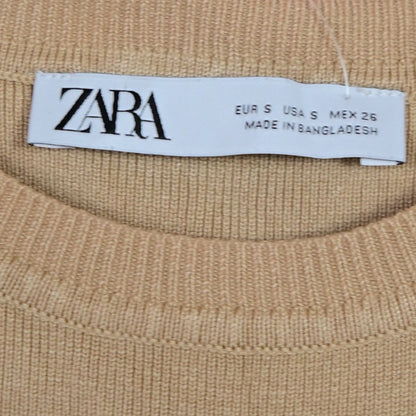 ZARA
EUR S USA S MEX 26
MADE IN BANGLADESH